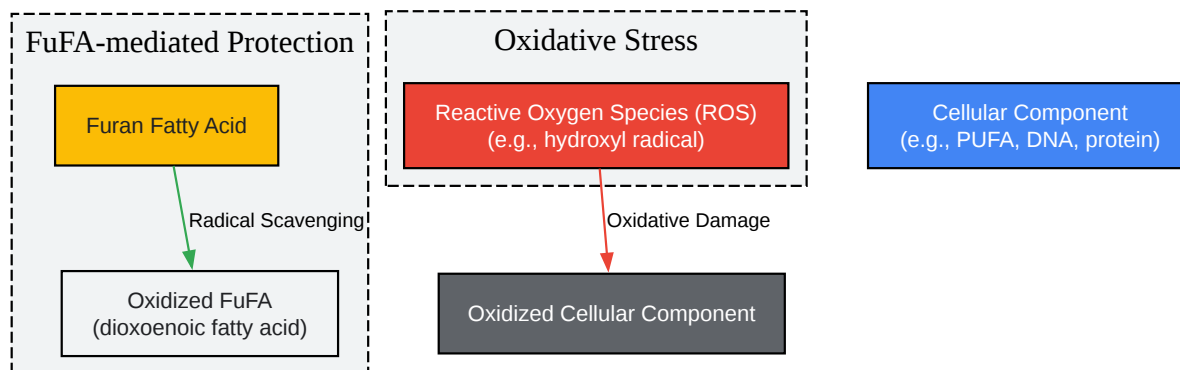 FuFA-mediated Protection
Oxidative Stress
Furan Fatty Acid
Reactive Oxygen Species (ROS)
(e.g., hydroxyl radical)
Cellular Component
(e.g., PUFA, DNA, protein)
Radical Scavenging
Oxidative Damage
Oxidized FuFA
(dioxoenoic fatty acid)
Oxidized Cellular Component